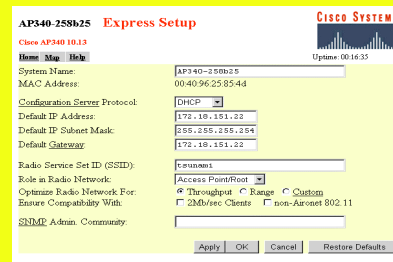 AP340-258b25 Express Setup
CISCO SYSTEM
Cisco AP340 10.13
Home Map Help
Uptime: 00:16:35
System Name: AP340-258b25
MAC Address: 00:40:96:25:85:4d
Configuration Server Protocol: DHCP
Default IP Address: 172.18.151.22
Default IP Subnet Mask: 255.255.255.254
Default Gateway: 172.18.151.22
Radio Service Set ID (SSID): tsunami
Role in Radio Network: Access Point/Root
Optimize Radio Network For: Throughput Range Custom
Ensure Compatibility With: 2Mb/sec Clients non-Aironet 802.11
SNMP Admin. Community:
Apply OK Cancel Restore Defaults